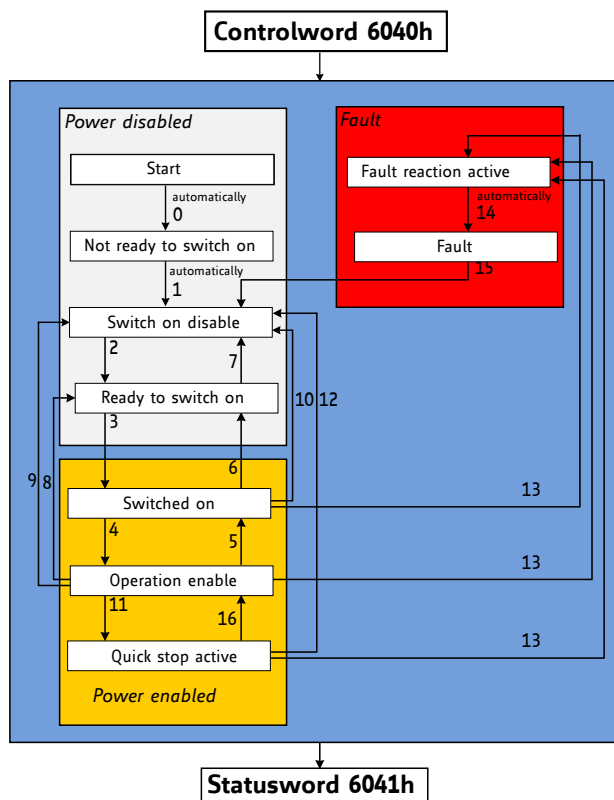 Controlword 6040h
Power disabled
Fault
Start
Fault reaction active
automatically
0
automatically
14
Not ready to switch on
Fault
automatically
1
15
Switch on disable
2
7
10
12
Ready to switch on
3
9
8
6
Switched on
13
4
5
Operation enable
13
11
16
Quick stop active
13
Power enabled
Statusword 6041h